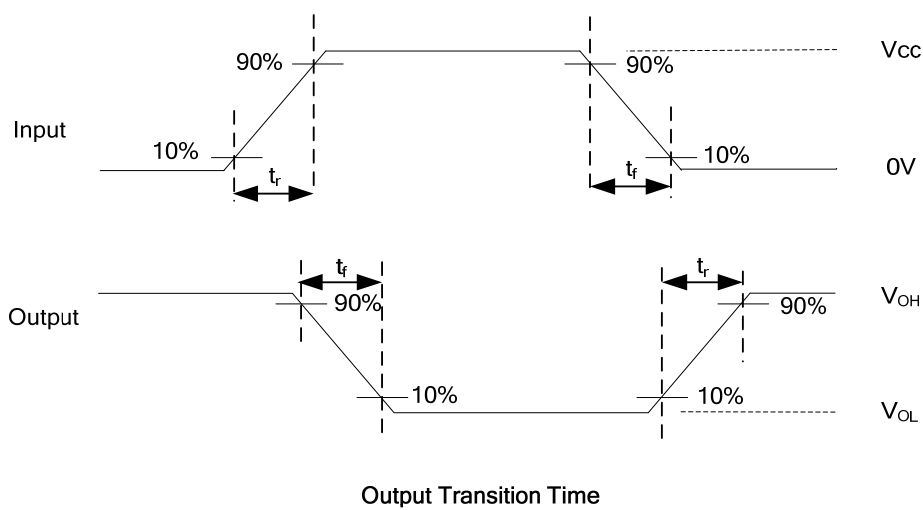 Vcc
90%
90%
Input
10%
10%
0V
tr
tf
tf
tr
90%
90%
VOH
Output
10%
10%
VOL
Output Transition Time